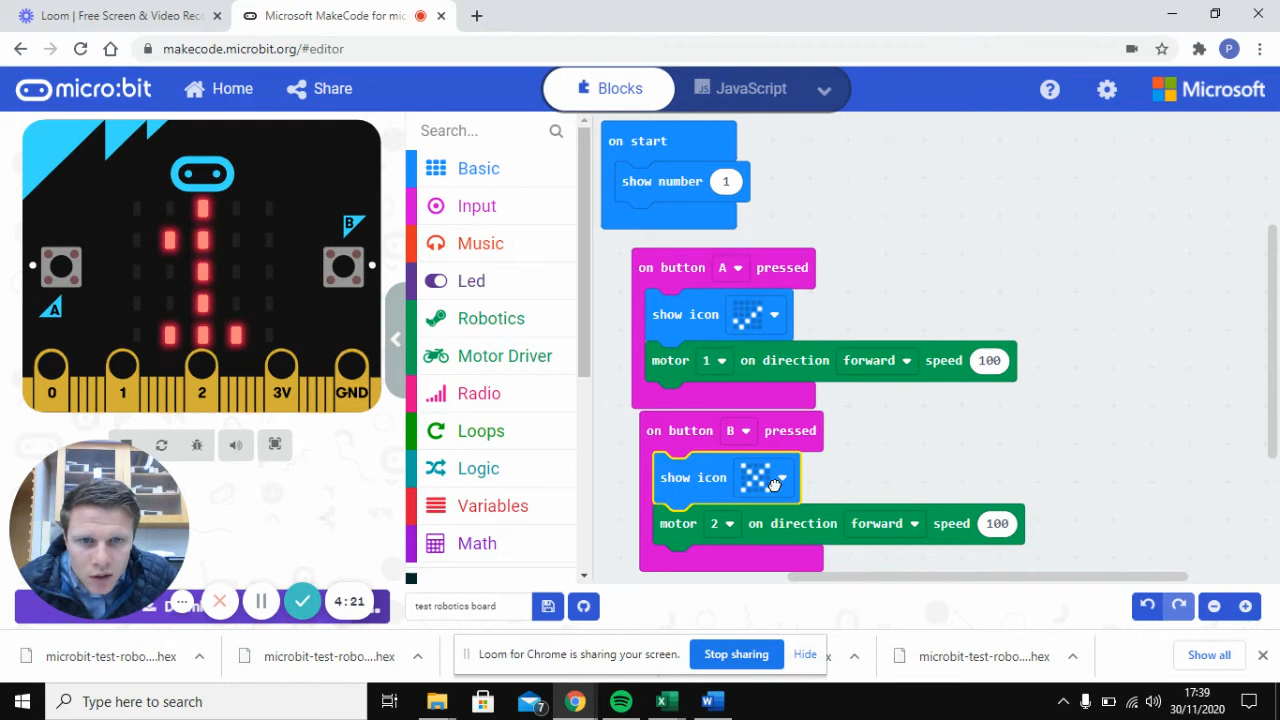 Loom | Free Screen & Video Rec
Microsoft MakeCode for mic
makecode.microbit.org/#editor
P
micro:bit
Home
Share
Blocks
JavaScript
Microsoft
Search...
Basic
Input
Music
Led
Robotics
Motor Driver
Radio
Loops
Logic
Variables
Math
A
B
0
1
2
3V
GND
on start
show number 1
on button A pressed
show icon
motor 1 on direction forward speed 100
on button B pressed
show icon
motor 2 on direction forward speed 100
4:21
test robotics board
microbit-test-robo....hex
microbit-test-robo....hex
Loom for Chrome is sharing your screen.
Stop sharing
Hide
microbit-test-robo....hex
Show all
Type here to search
7
17:39
30/11/2020